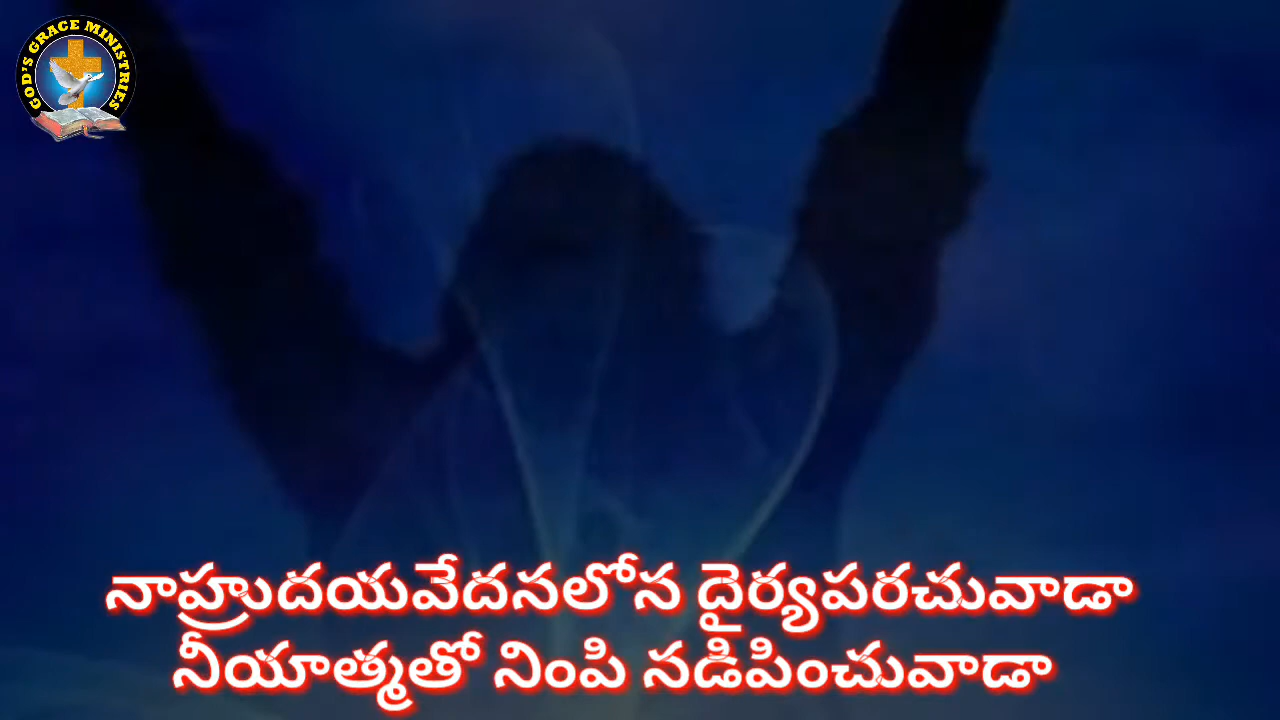 GOD'S GRACE MINISTRIES
నాహ్రుదయవేదనలోన దైర్యపరచువాడా
నీయాత్మతో నింపి నడిపించువాడా